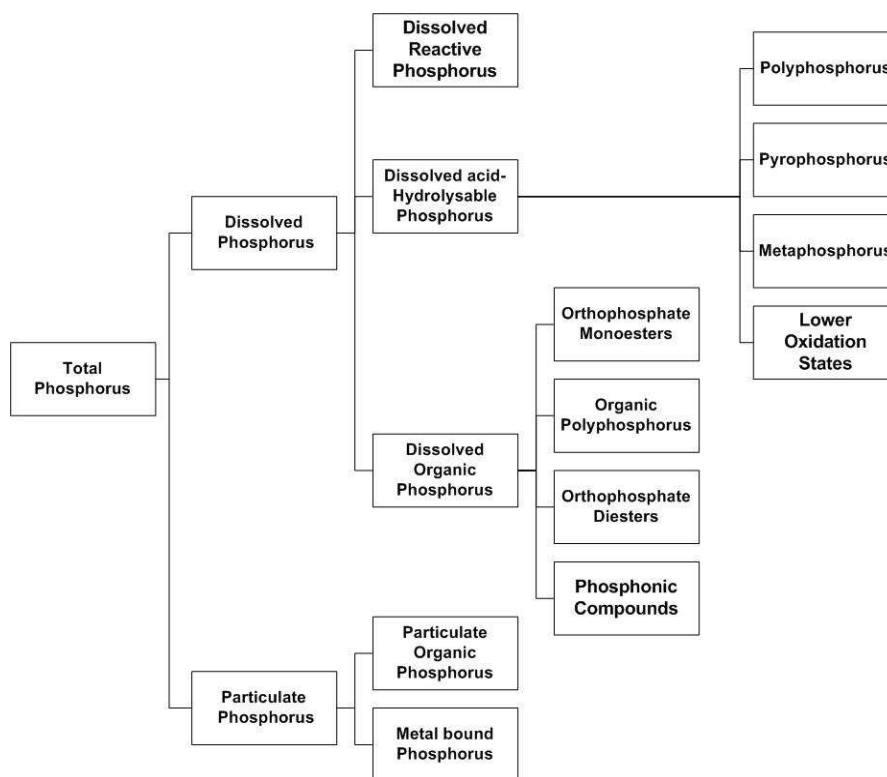 Dissolved
Reactive
Phosphorus
Polyphosphorus
Pyrophosphorus
Dissolved acid-
Hydrolysable
Phosphorus
Dissolved
Phosphorus
Metaphosphorus
Orthophosphate
Monoesters
Lower
Oxidation
States
Total
Phosphorus
Organic
Polyphosphorus
Dissolved
Organic
Phosphorus
Orthophosphate
Diesters
Phosphonic
Compounds
Particulate
Organic
Phosphorus
Particulate
Phosphorus
Metal bound
Phosphorus